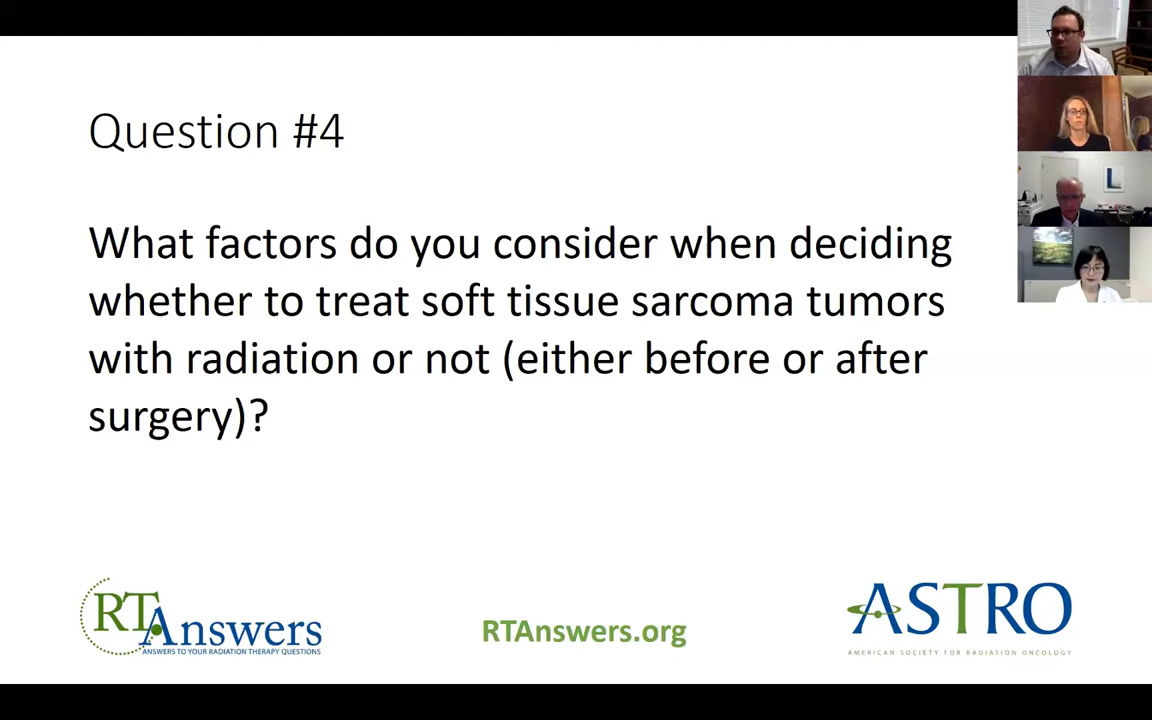 Question #4
What factors do you consider when deciding
whether to treat soft tissue sarcoma tumors
with radiation or not (either before or after
surgery)?
RTAnswers
ANSWERS TO YOUR RADIATION THERAPY QUESTIONS
RTAnswers.org
ASTRO
AMERICAN SOCIETY FOR RADIATION ONCOLOGY